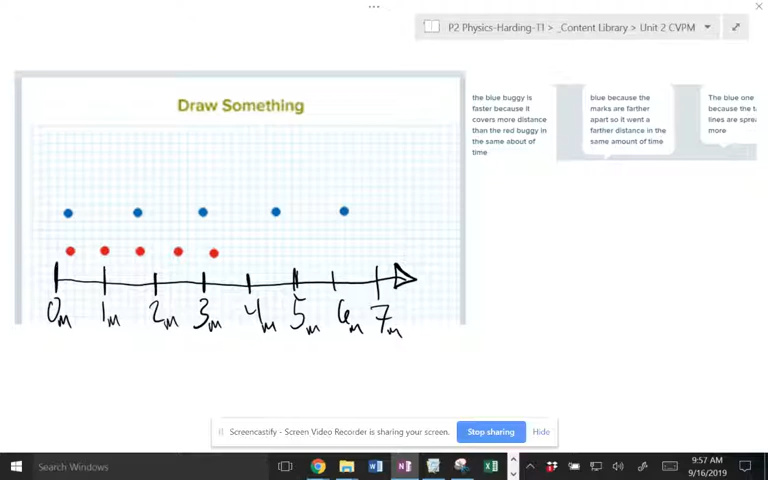 P2 Physics-Harding-T1 > _Content Library > Unit 2 CVPM
Draw Something
the blue buggy is
faster because it
covers more distance
than the red buggy in
the same about of
time
blue because the
marks are farther
apart so it went a
farther distance in the
same amount of time
The blue one
because the
lines are
more
0m 1m 2m 3m 4m 5m 6m 7m
Screencastify - Screen Video Recorder is sharing your screen. Stop sharing Hide
Search Windows
9:57 AM
9/16/2019